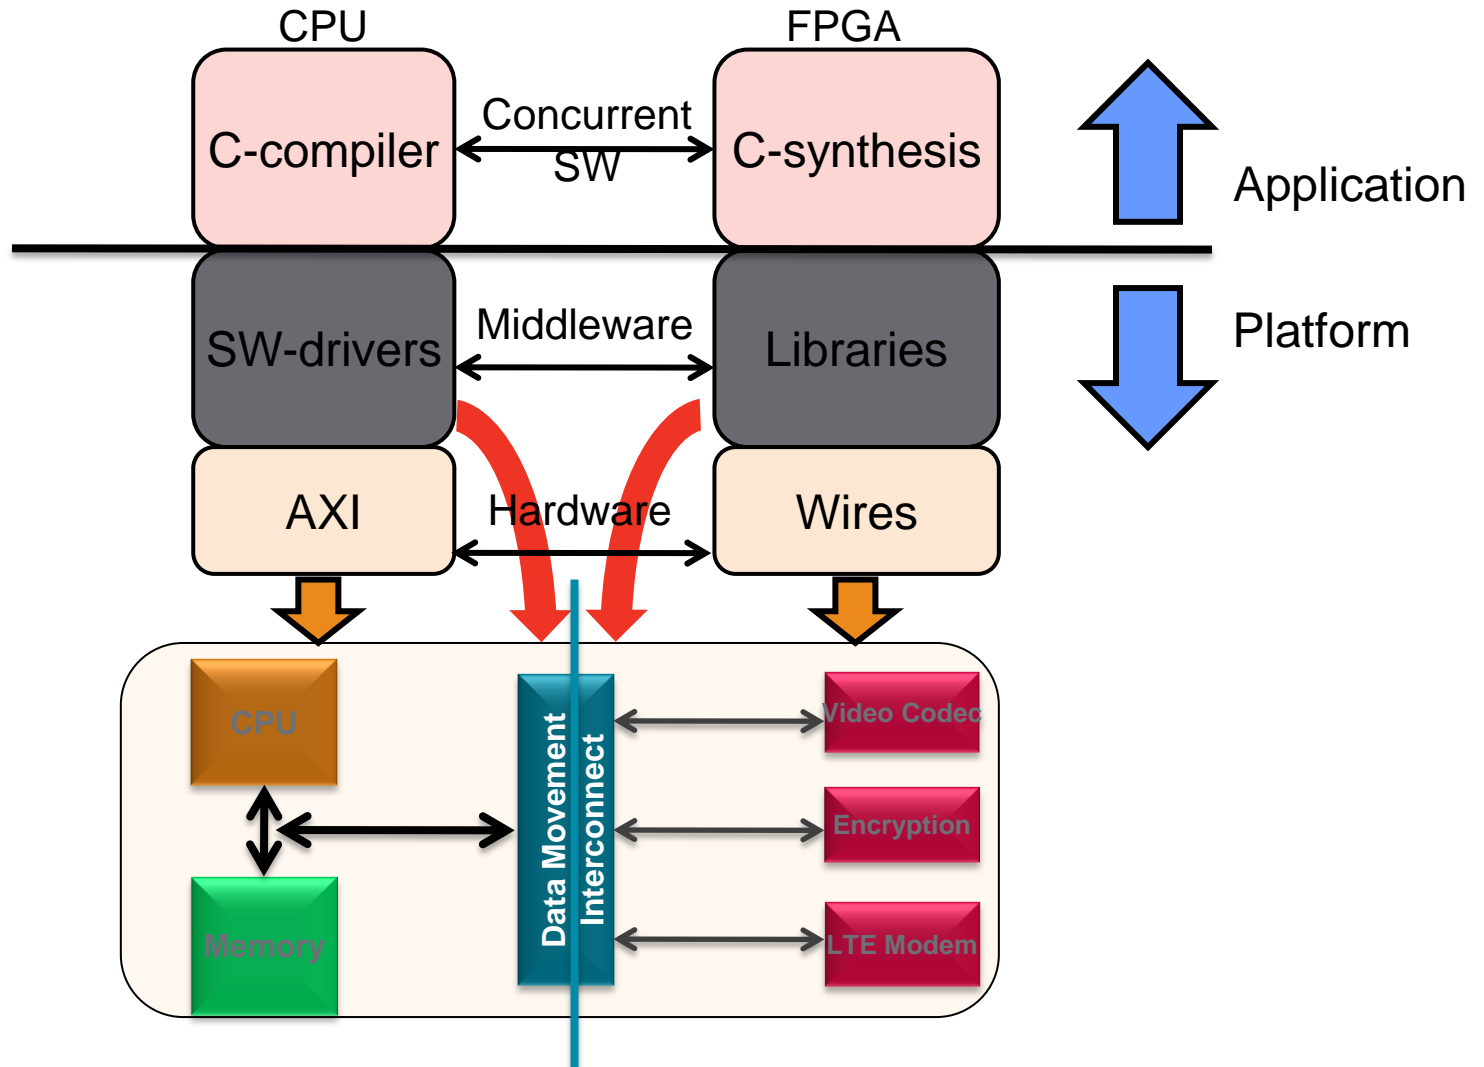 CPU
FPGA
Concurrent
SW
C-compiler
C-synthesis
Application
Middleware
SW-drivers
Libraries
Platform
Hardware
AXI
Wires
CPU
Memory
Data Movement
Interconnect
Video Codec
Encryption
LTE Modem